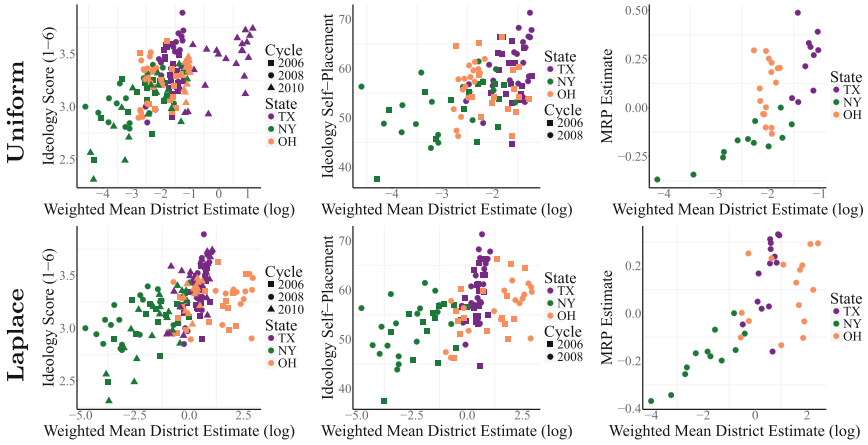 Uniform
Ideology Score (1−6)
3.5
3.0
2.5
−4 −3 −2 −1 0 1
Weighted Mean District Estimate (log)
Cycle
2006
2008
2010
State
TX
NY
OH
Ideology Self−Placement
70
60
50
40
−4 −3 −2
Weighted Mean District Estimate (log)
State
TX
NY
OH
Cycle
2006
2008
MRP Estimate
0.50
0.25
0.00
−0.25
−4 −3 −2 −1
Weighted Mean District Estimate (log)
State
TX
NY
OH
Laplace
Ideology Score (1−6)
3.5
3.0
2.5
−5.0 −2.5 0.0 2.5
Weighted Mean District Estimate (log)
Cycle
2006
2008
2010
State
TX
NY
OH
Ideology Self−Placement
70
60
50
40
−5.0 −2.5 0.0 2.5
Weighted Mean District Estimate (log)
State
TX
NY
OH
Cycle
2006
2008
MRP Estimate
0.2
0.0
−0.2
−0.4
−4 −2 0 2
Weighted Mean District Estimate (log)
State
TX
NY
OH